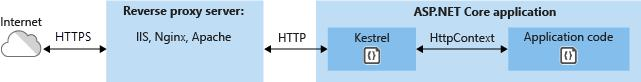 Internet
HTTPS
Reverse proxy server:
IIS, Nginx, Apache
HTTP
ASP.NET Core application
Kestrel
{}
HttpContext
Application code
{}